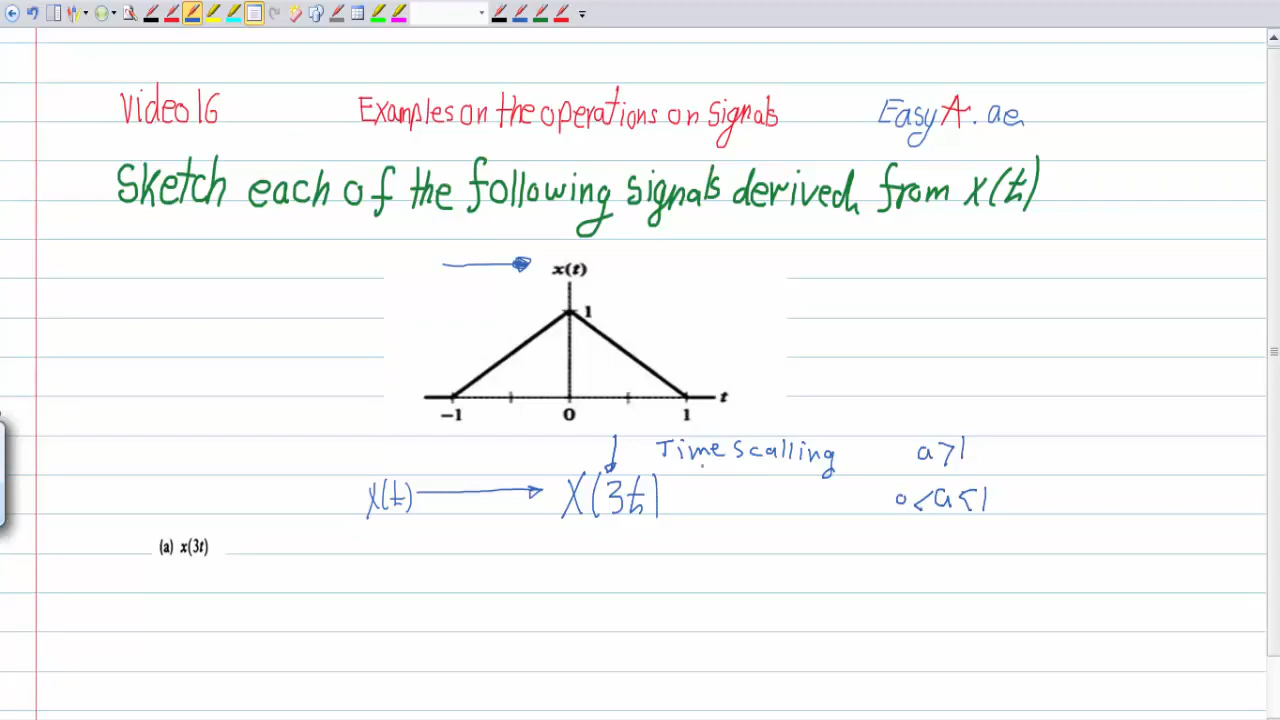 Video 16 Examples on the operations on signals EasyA.ae
Sketch each of the following signals derived from x(t)
x(t)
1
-1 0 1 t
Time scalling a>1
x(t) x(3t) 0<a<1
(a) x(3t)